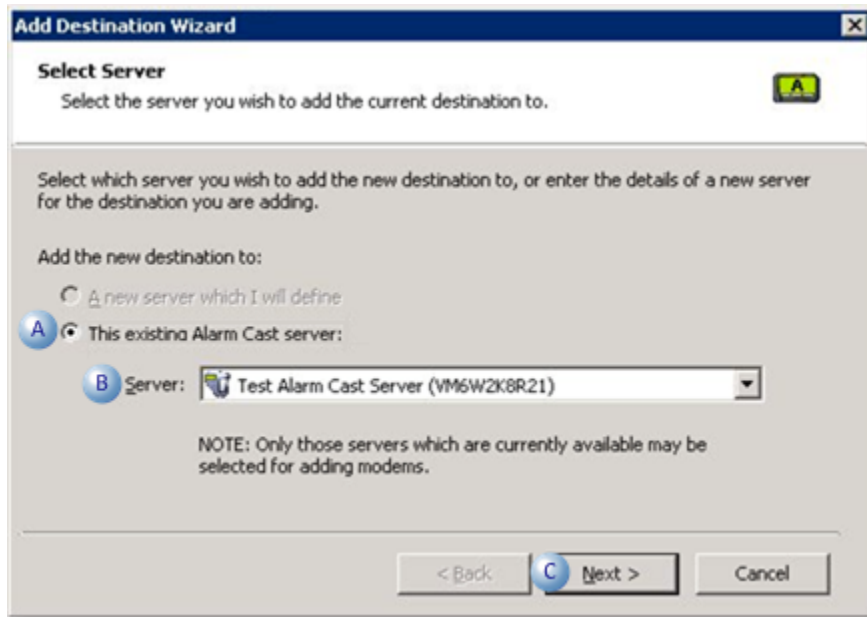 Add Destination Wizard
Select Server
Select the server you wish to add the current destination to.
A
Select which server you wish to add the new destination to, or enter the details of a new server
for the destination you are adding.
Add the new destination to:
A new server which I will define
A This existing Alarm Cast server:
B Server: Test Alarm Cast Server (VM6W2K8R21)
NOTE: Only those servers which are currently available may be
selected for adding modems.
< Back C Next > Cancel